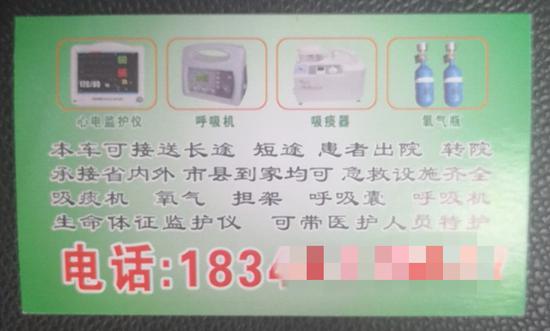 120/80
心电监护仪 呼吸机 吸痰器 氧气瓶
本车可接送长途 短途 患者出院 转院
承接省内外 市县到家均可 急救设施齐全
吸痰机 氧气 担架 呼吸囊 呼吸机
生命体征监护仪 可带医护人员特护
电话:1834